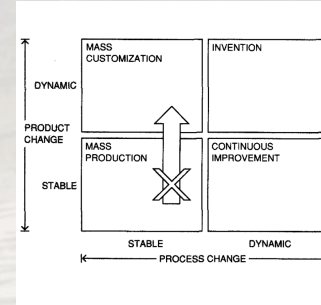 MASS
CUSTOMIZATION
INVENTION
DYNAMIC
PRODUCT
CHANGE
MASS
PRODUCTION
CONTINUOUS
IMPROVEMENT
STABLE
STABLE
DYNAMIC
PROCESS CHANGE